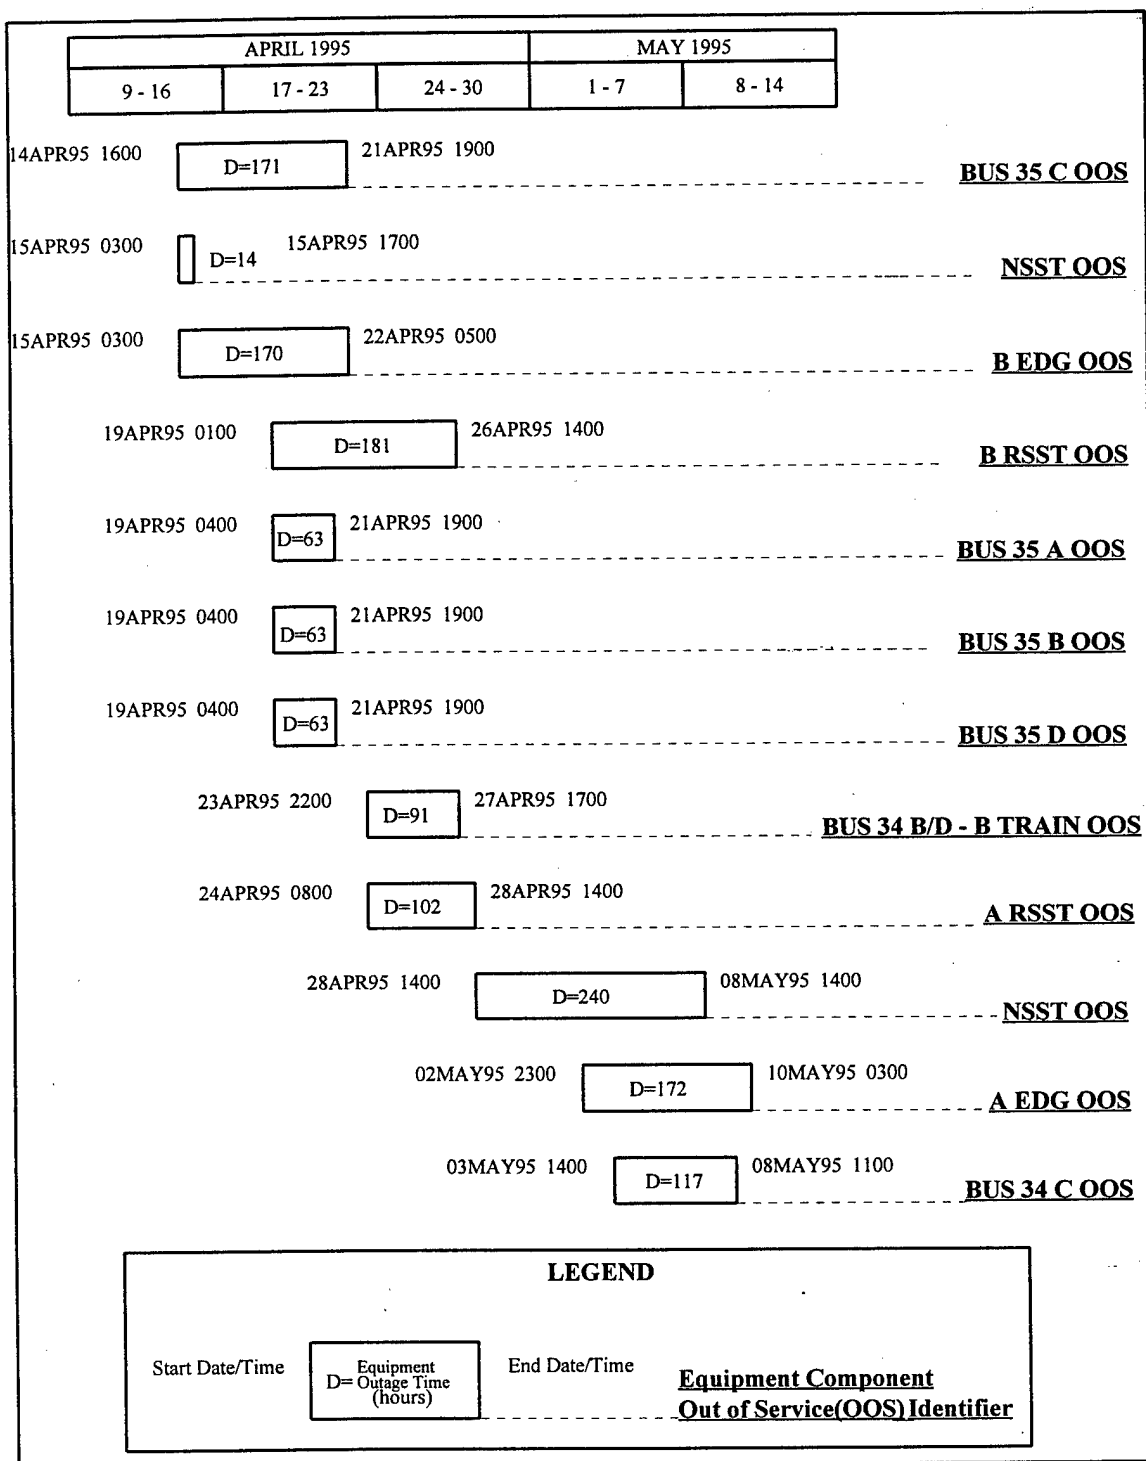 APRIL 1995 MAY 1995
9 - 16 17 - 23 24 - 30 1 - 7 8 - 14
14APR95 1600 D=171 21APR95 1900 BUS 35 C OOS
15APR95 0300 D=14 15APR95 1700 NSST OOS
15APR95 0300 D=170 22APR95 0500 B EDG OOS
19APR95 0100 D=181 26APR95 1400 B RSST OOS
19APR95 0400 D=63 21APR95 1900 BUS 35 A OOS
19APR95 0400 D=63 21APR95 1900 BUS 35 B OOS
19APR95 0400 D=63 21APR95 1900 BUS 35 D OOS
23APR95 2200 D=91 27APR95 1700 BUS 34 B/D - B TRAIN OOS
24APR95 0800 D=102 28APR95 1400 A RSST OOS
28APR95 1400 D=240 08MAY95 1400 NSST OOS
02MAY95 2300 D=172 10MAY95 0300 A EDG OOS
03MAY95 1400 D=117 08MAY95 1100 BUS 34 C OOS
LEGEND
Start Date/Time
Equipment
D= Outage Time
(hours)
End Date/Time
Equipment Component
Out of Service(OOS) Identifier